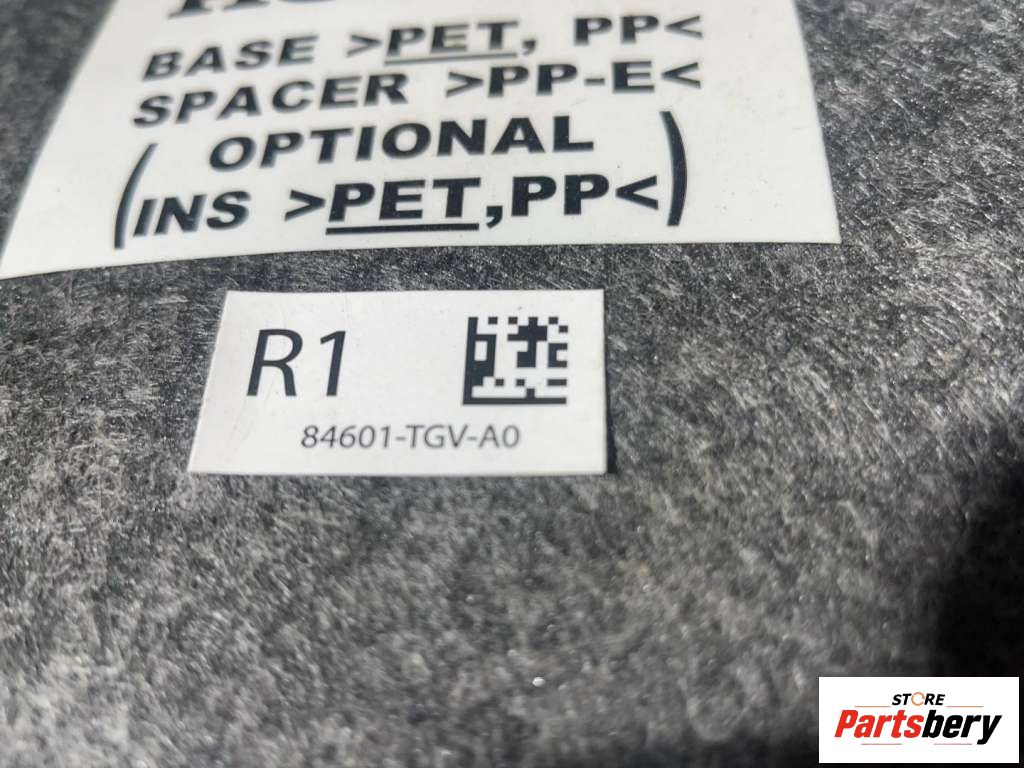 BASE >PET, PP<
SPACER >PP-E<
OPTIONAL
(INS >PET,PP<)
R1
84601-TGV-A0
STORE
Partsbery